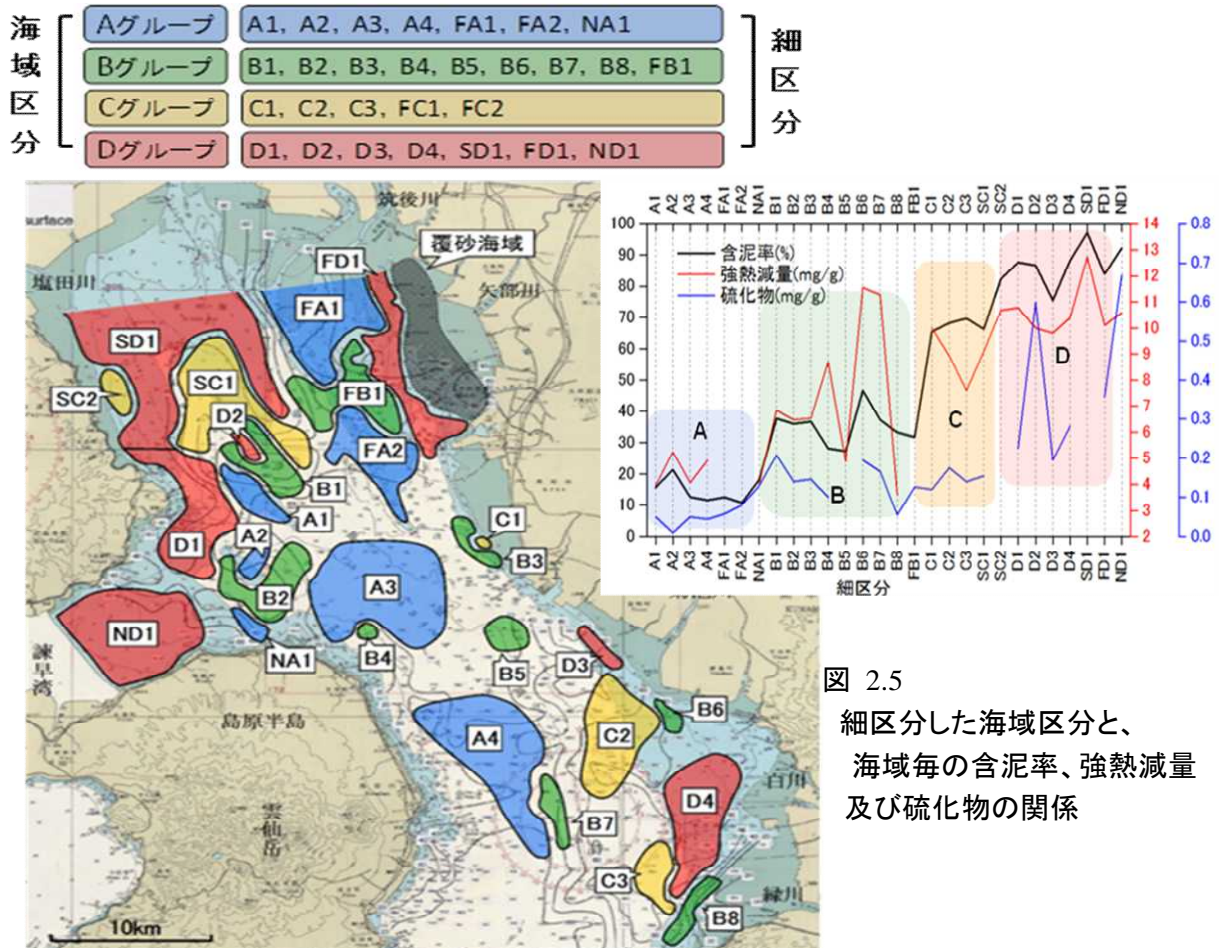 海域区分
Aグループ
A1, A2, A3, A4, FA1, FA2, NA1
Bグループ
B1, B2, B3, B4, B5, B6, B7, B8, FB1
Cグループ
C1, C2, C3, FC1, FC2
Dグループ
D1, D2, D3, D4, SD1, FD1, ND1
細区分
surface
筑後川
覆砂海域
塩田川
FD1
矢部川
FA1
SD1
SC1
FB1
SC2
D2
FA2
B1
A1
C1
A2
B3
D1
B2
A3
ND1
NA1
B4
B5
D3
諫早湾
島原半島
B6
A4
C2
D4
白川
雲仙岳
B7
C3
緑川
B8
10km
A1 A2 A3 A4 FA1 FA2 NA1 B1 B2 B3 B4 B5 B6 B7 B8 FB1 C1 C2 C3 SC1 SC2 D1 D2 D3 D4 SD1 FD1 ND1
100 90 80 70 60 50 40 30 20 10 0
含泥率(%)
強熱減量(mg/g)
硫化物(mg/g)
A
B
C
D
14 13 12 11 10 9 8 7 6 5 4 3 2
0.8 0.7 0.6 0.5 0.4 0.3 0.2 0.1 0.0
A1 A2 A3 A4 FA1 FA2 NA1 B1 B2 B3 B4 B5 B6 B7 B8 FB1 C1 C2 C3 SC1 SC2 D1 D2 D3 D4 SD1 FD1 ND1
細区分
図 2.5
細区分した海域区分と、
海域毎の含泥率、強熱減量
及び硫化物の関係